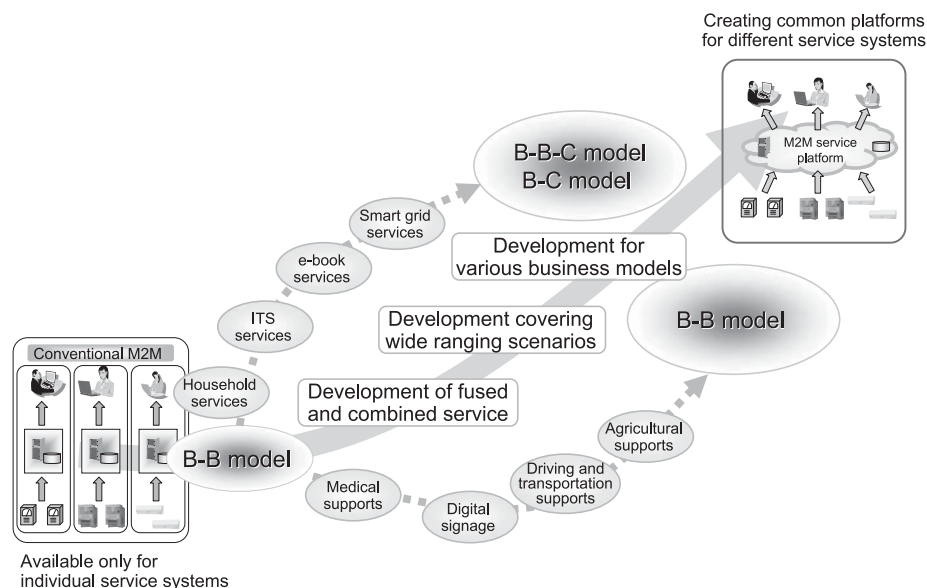 Creating common platforms
for different service systems
M2M service
platform
B-B-C model
B-C model
Smart grid
services
Development for
various business models
e-book
services
B-B model
ITS
services
Development covering
wide ranging scenarios
Conventional M2M
Household
services
Development of fused
and combined service
Agricultural
supports
B-B model
Driving and
transportation
supports
Medical
supports
Digital
signage
Available only for
individual service systems